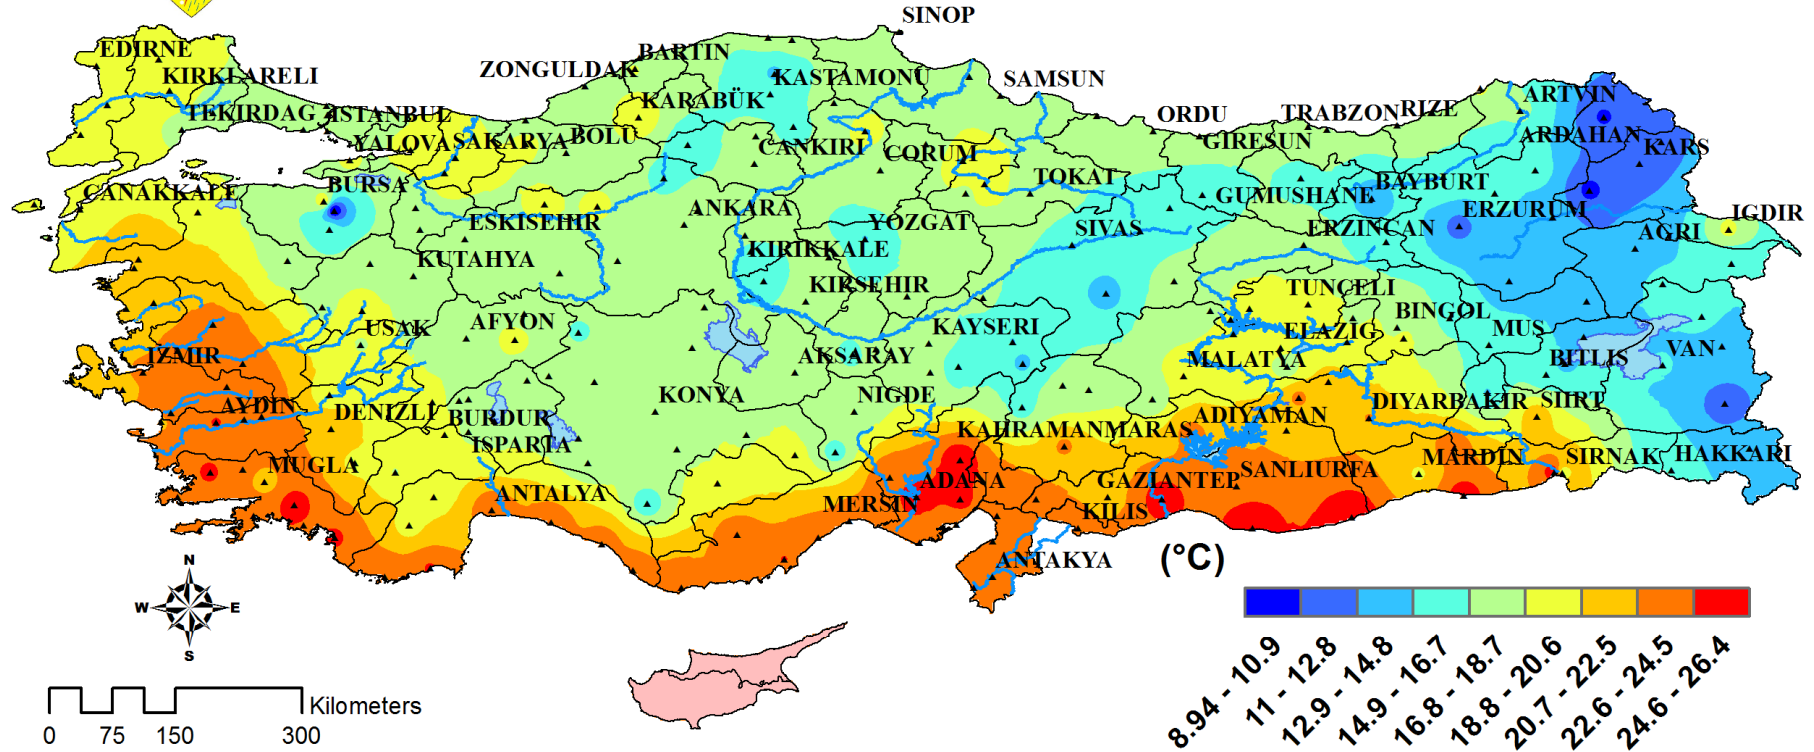 SINOP
EDIRNE
BARTIN
ZONGULDAK
KIRKLARELI
KASTAMONU
SAMSUN
ARTVIN
KARABÜK
TEKIRDAG
ISTANBUL
ORDU
TRABZON
RIZE
YALOVA
SAKARYA
BOLU
CANKIRI
CORUM
GIRESUN
ARDAHAN
KARS
CANAKKALE
BURSA
TOKAT
GUMUSHANE
BAYBURT
ESKISEHIR
ANKARA
YOZGAT
SIVAS
ERZINCAN
ERZURUM
IGDIR
AGRI
KUTAHYA
KIRIKKALE
KIRSEHIR
TUNCELI
USAK
AFYON
KAYSERI
ELAZIG
BINGOL
MUS
IZMIR
AKSARAY
MALATYA
BITLIS
VAN
AYDIN
DENIZLI
BURDUR
KONYA
NIGDE
ADIYAMAN
DIYARBAKIR
SIIRT
ISPARTA
KAHRAMANMARAS
MUGLA
ANTALYA
MERSIN
ADANA
GAZIANTEP
SANLIURFA
MARDIN
SIRNAK
HAKKARI
KILIS
ANTAKYA
(°C)
N
W E
S
8.94 - 10.9
11 - 12.8
12.9 - 14.8
14.9 - 16.7
16.8 - 18.7
18.8 - 20.6
20.7 - 22.5
22.6 - 24.5
24.6 - 26.4
Kilometers
0 75 150 300